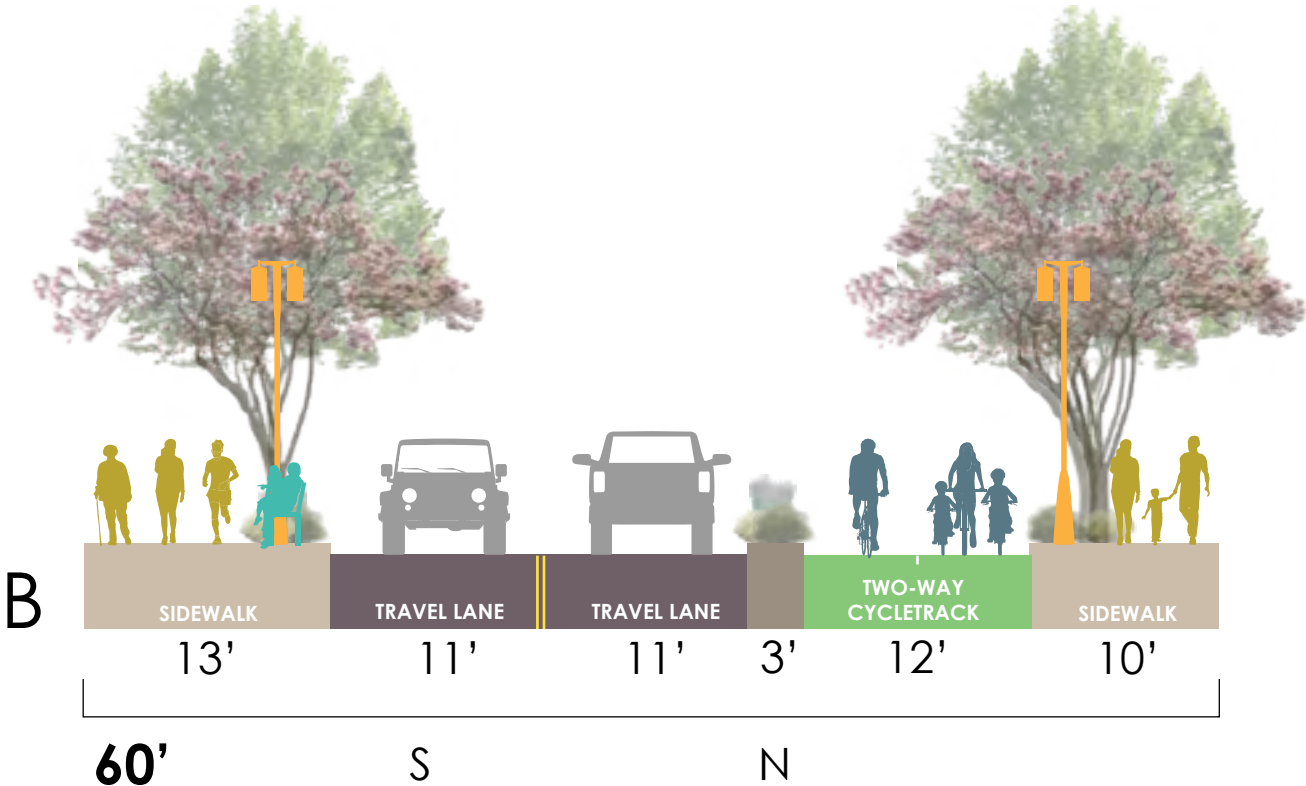 TWO-WAY
SIDEWALK TRAVEL LANE TRAVEL LANE CYCLETRACK SIDEWALK
B
13’ 11’ 11’ 3’ 12’ 10’
60’ S N